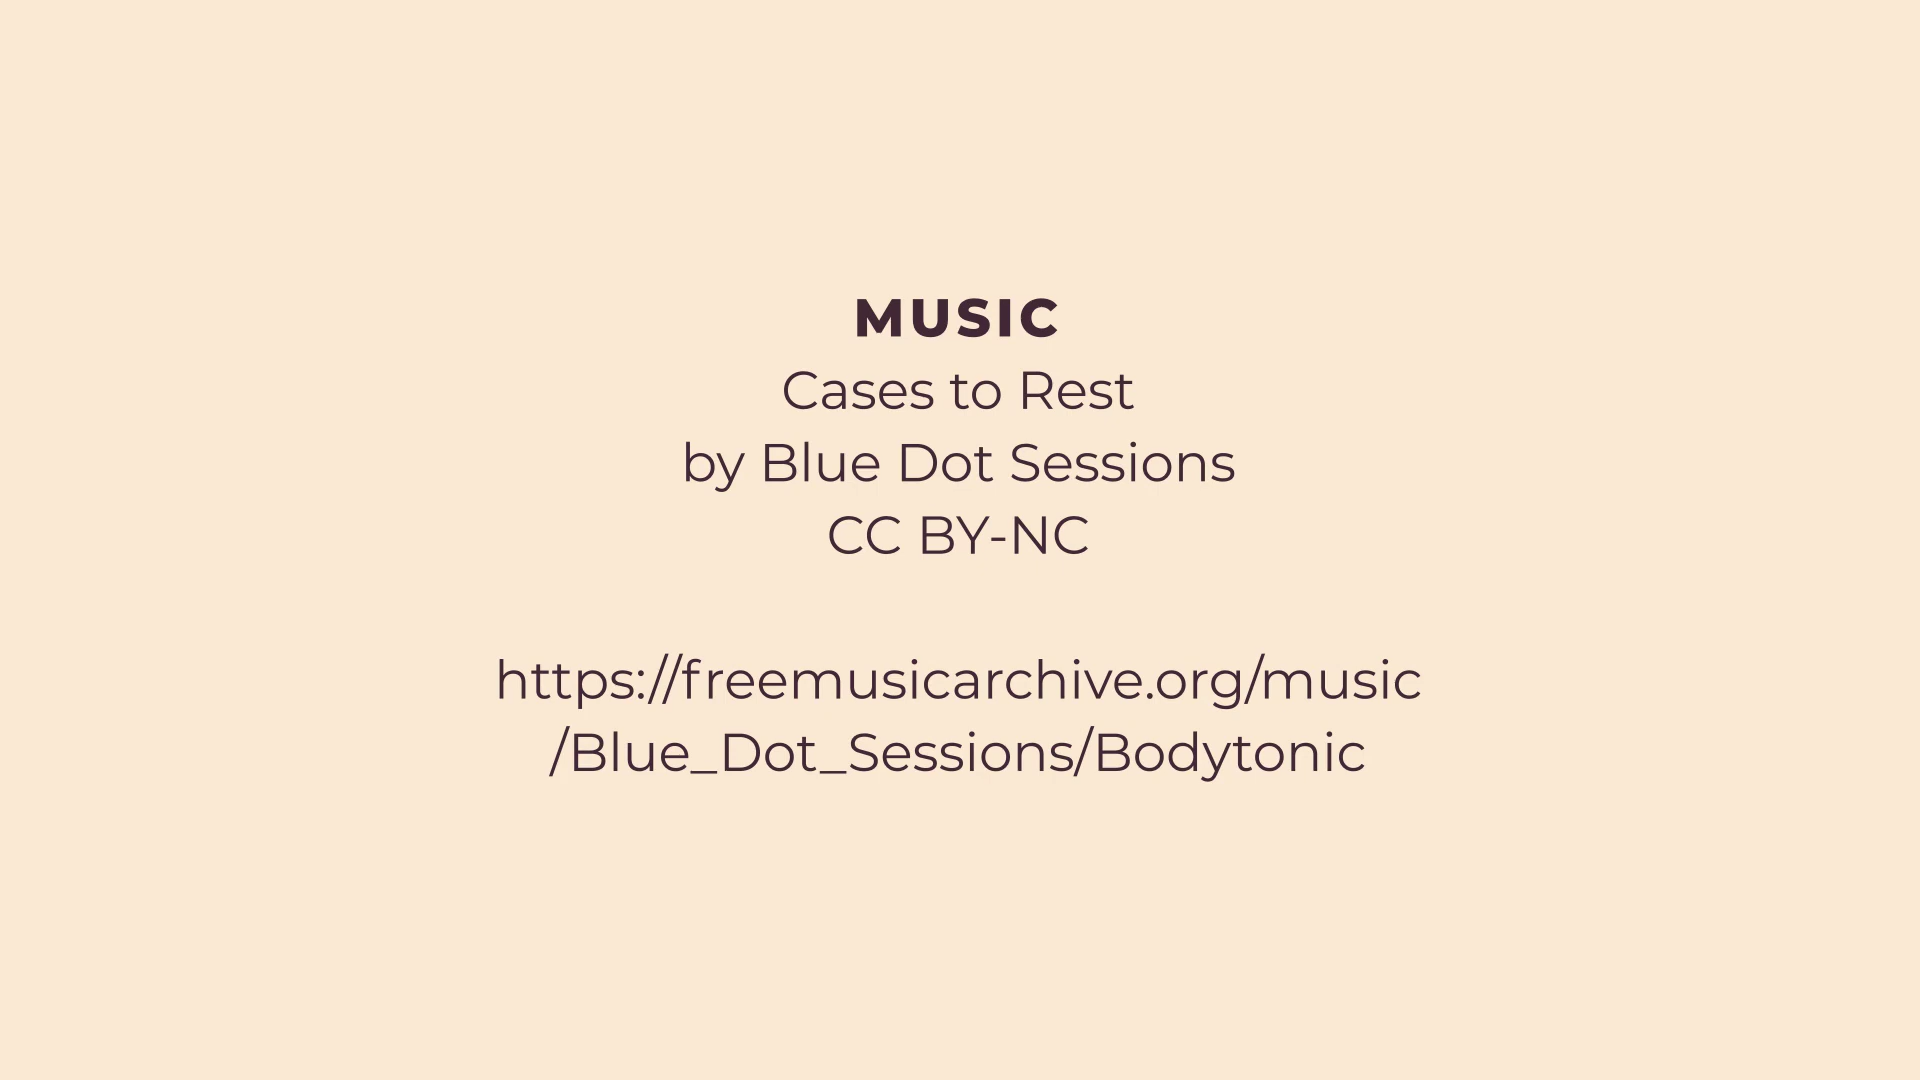 MUSIC
Cases to Rest
by Blue Dot Sessions
CC BY-NC
https://freemusicarchive.org/music
/Blue_Dot_Sessions/Bodytonic